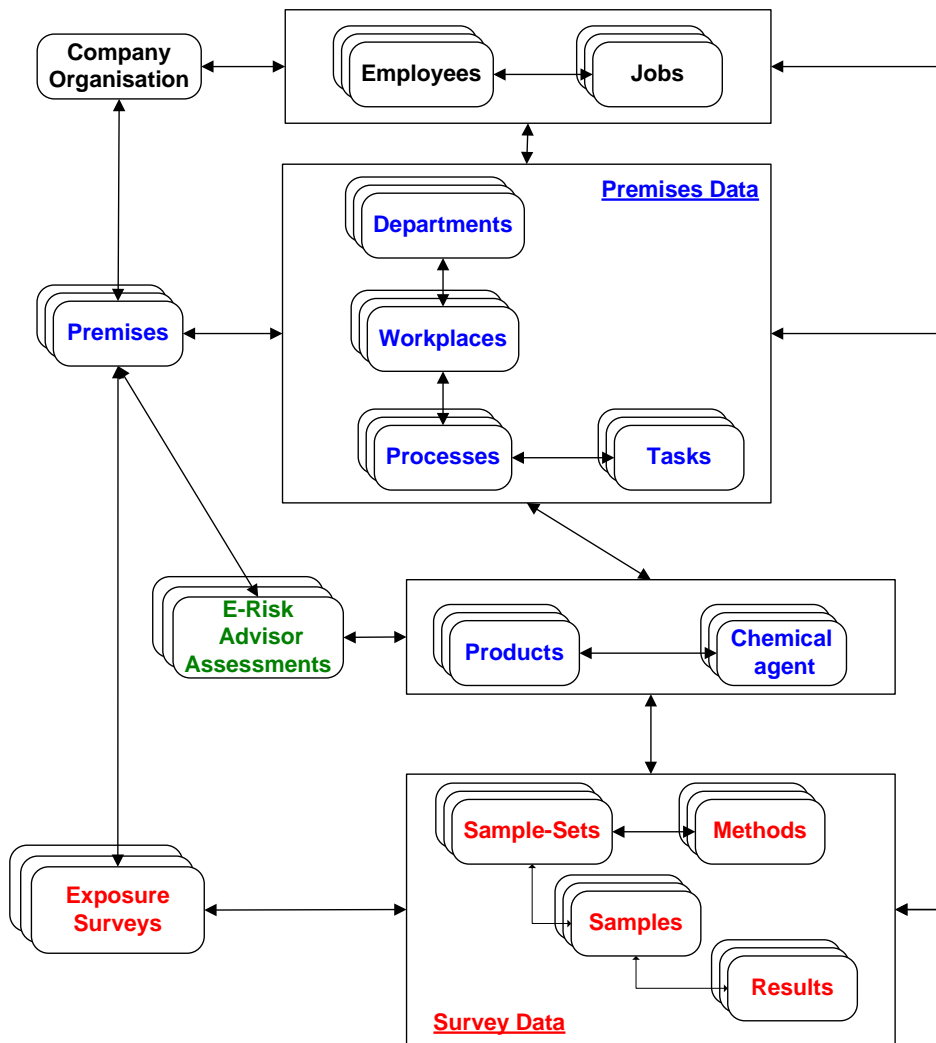 Company
Organisation
Employees
Jobs
Premises Data
Departments
Premises
Workplaces
Processes
Tasks
E-Risk
Advisor
Assessments
Products
Chemical
agent
Sample-Sets
Methods
Exposure
Surveys
Samples
Results
Survey Data